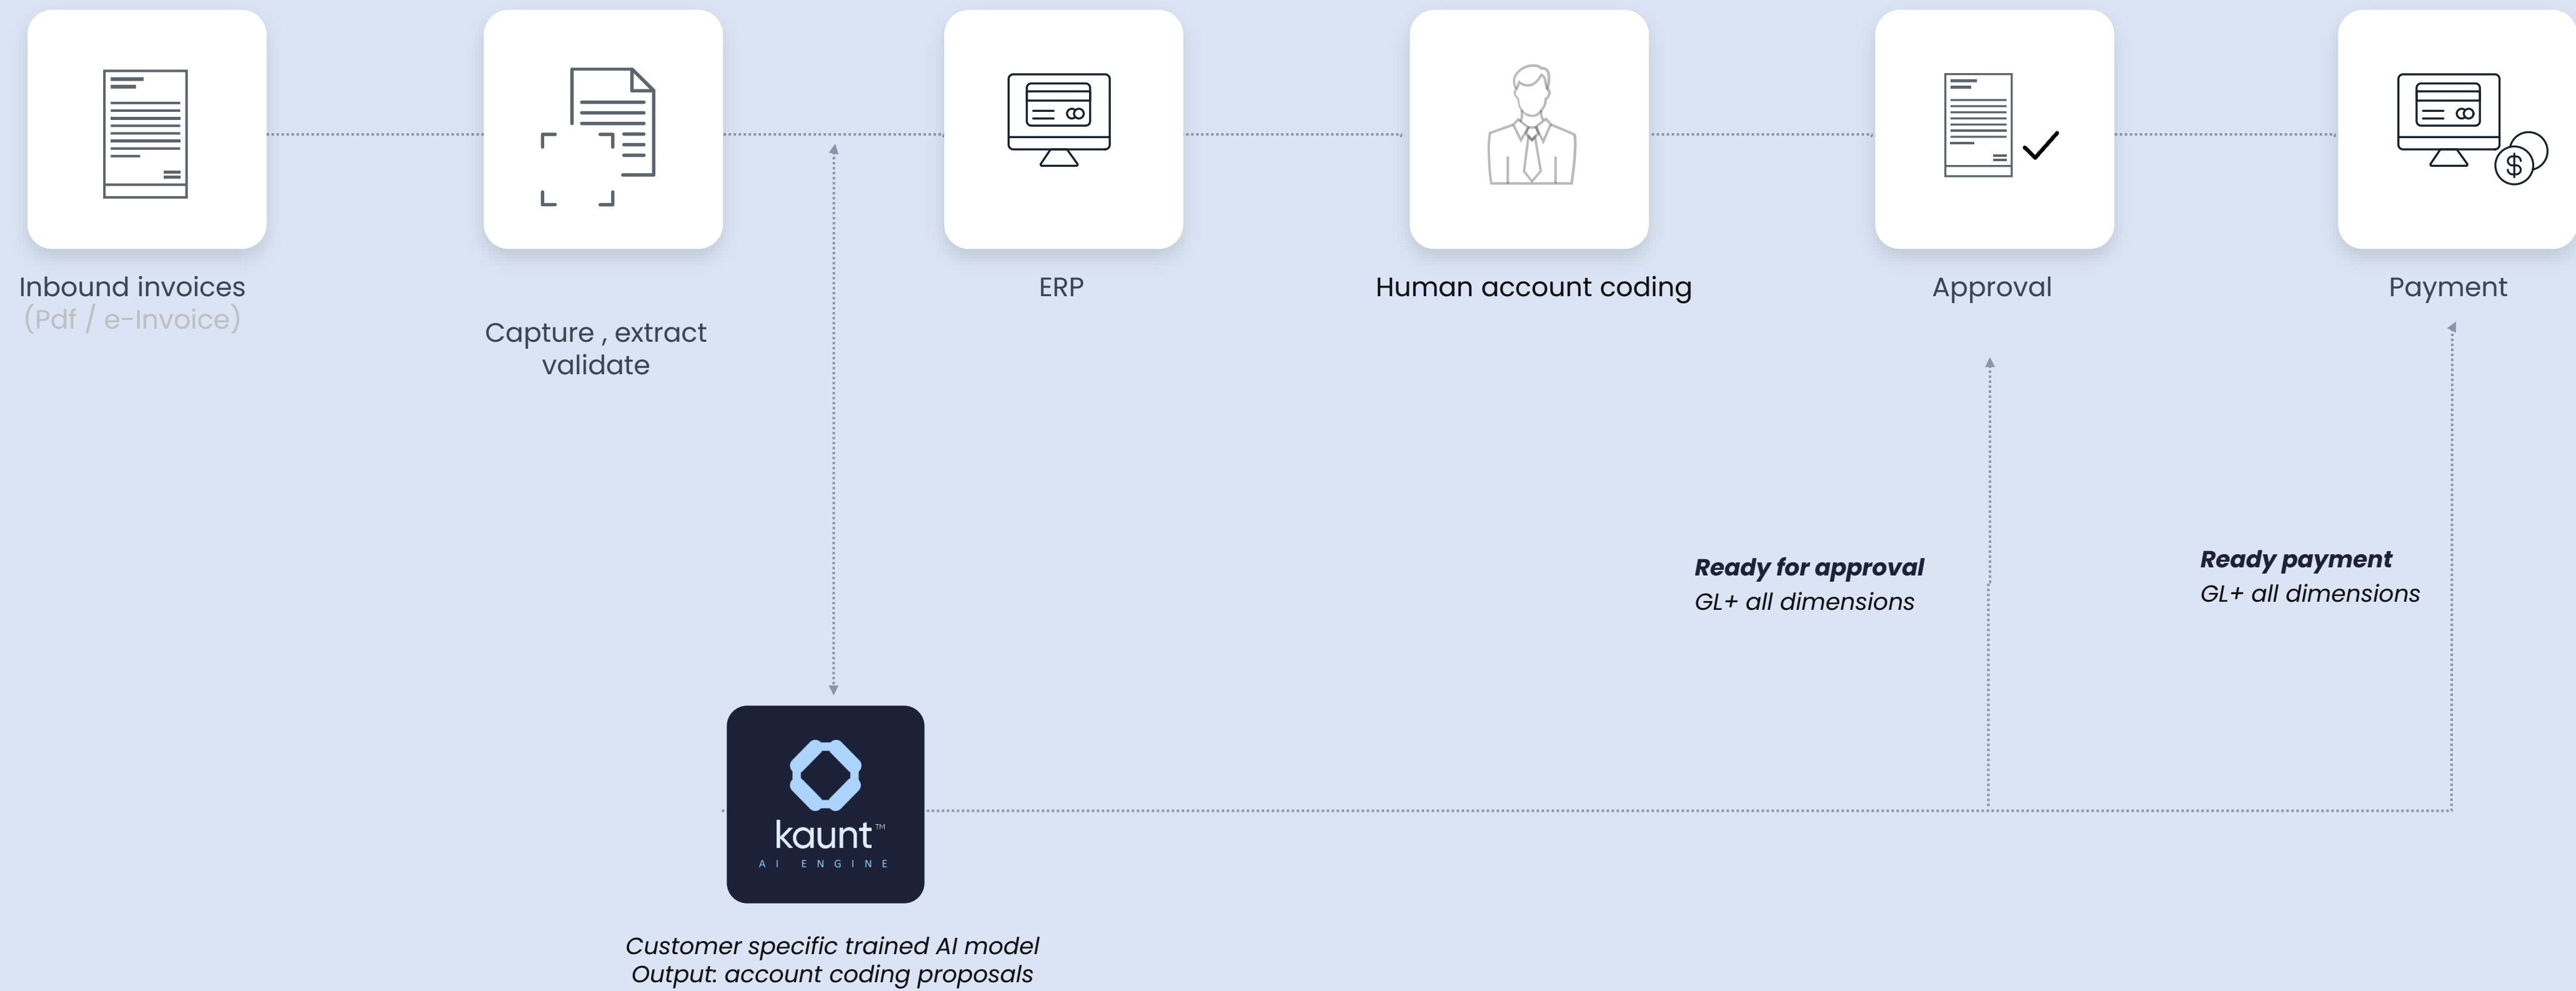 Inbound invoices
(Pdf / e-Invoice)
Capture , extract
validate
ERP
Human account coding
Approval
Payment
Ready for approval
GL+ all dimensions
Ready payment
GL+ all dimensions
$
kaunt™
AI ENGINE
Customer specific trained AI model
Output: account coding proposals